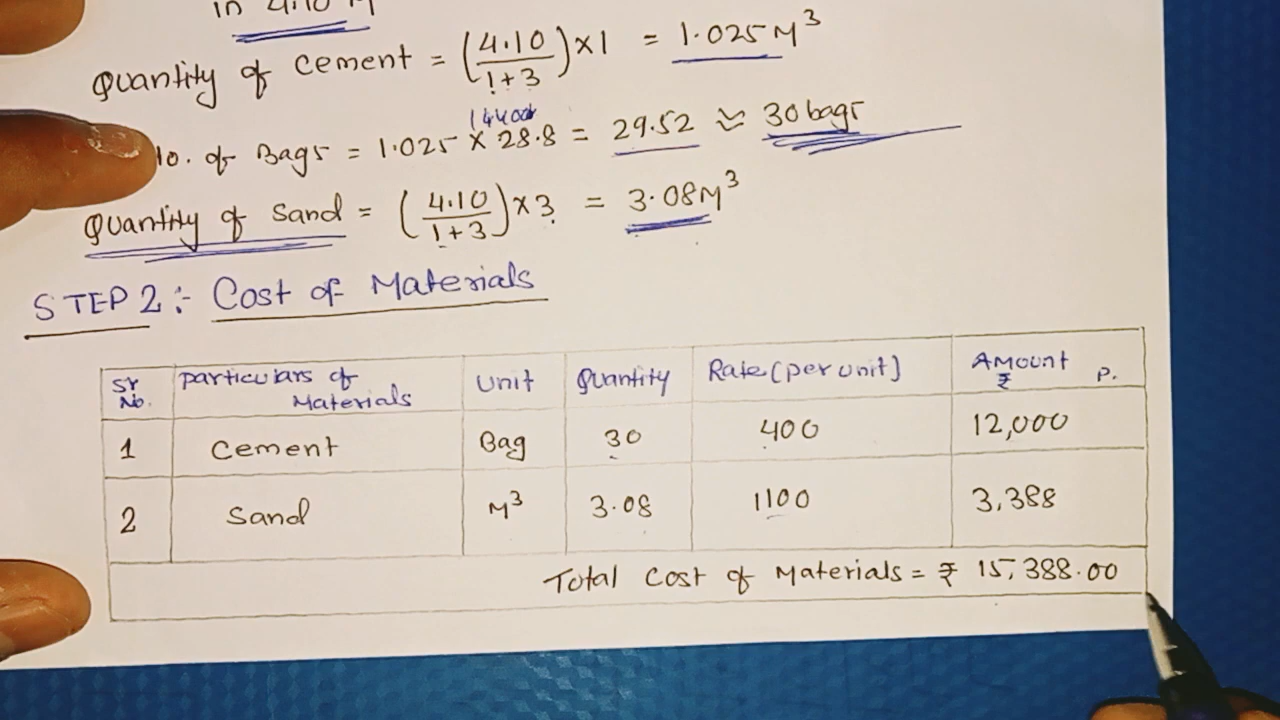 in 4.10 M
Quantity of Cement = (4.10 / 1+3) × 1 = 1.025 M³
1440
No. of Bags = 1.025 × 28.8 = 29.52 ≈ 30 bags
Quantity of Sand = (4.10 / 1+3) × 3 = 3.08 M³
STEP 2 :- Cost of Materials
Sr No. Particulars of Materials Unit Quantity Rate (per unit) Amount ₹ P.
1 Cement Bag 30 400 12,000
2 Sand M³ 3.08 1100 3,388
Total Cost of Materials = ₹ 15,388.00